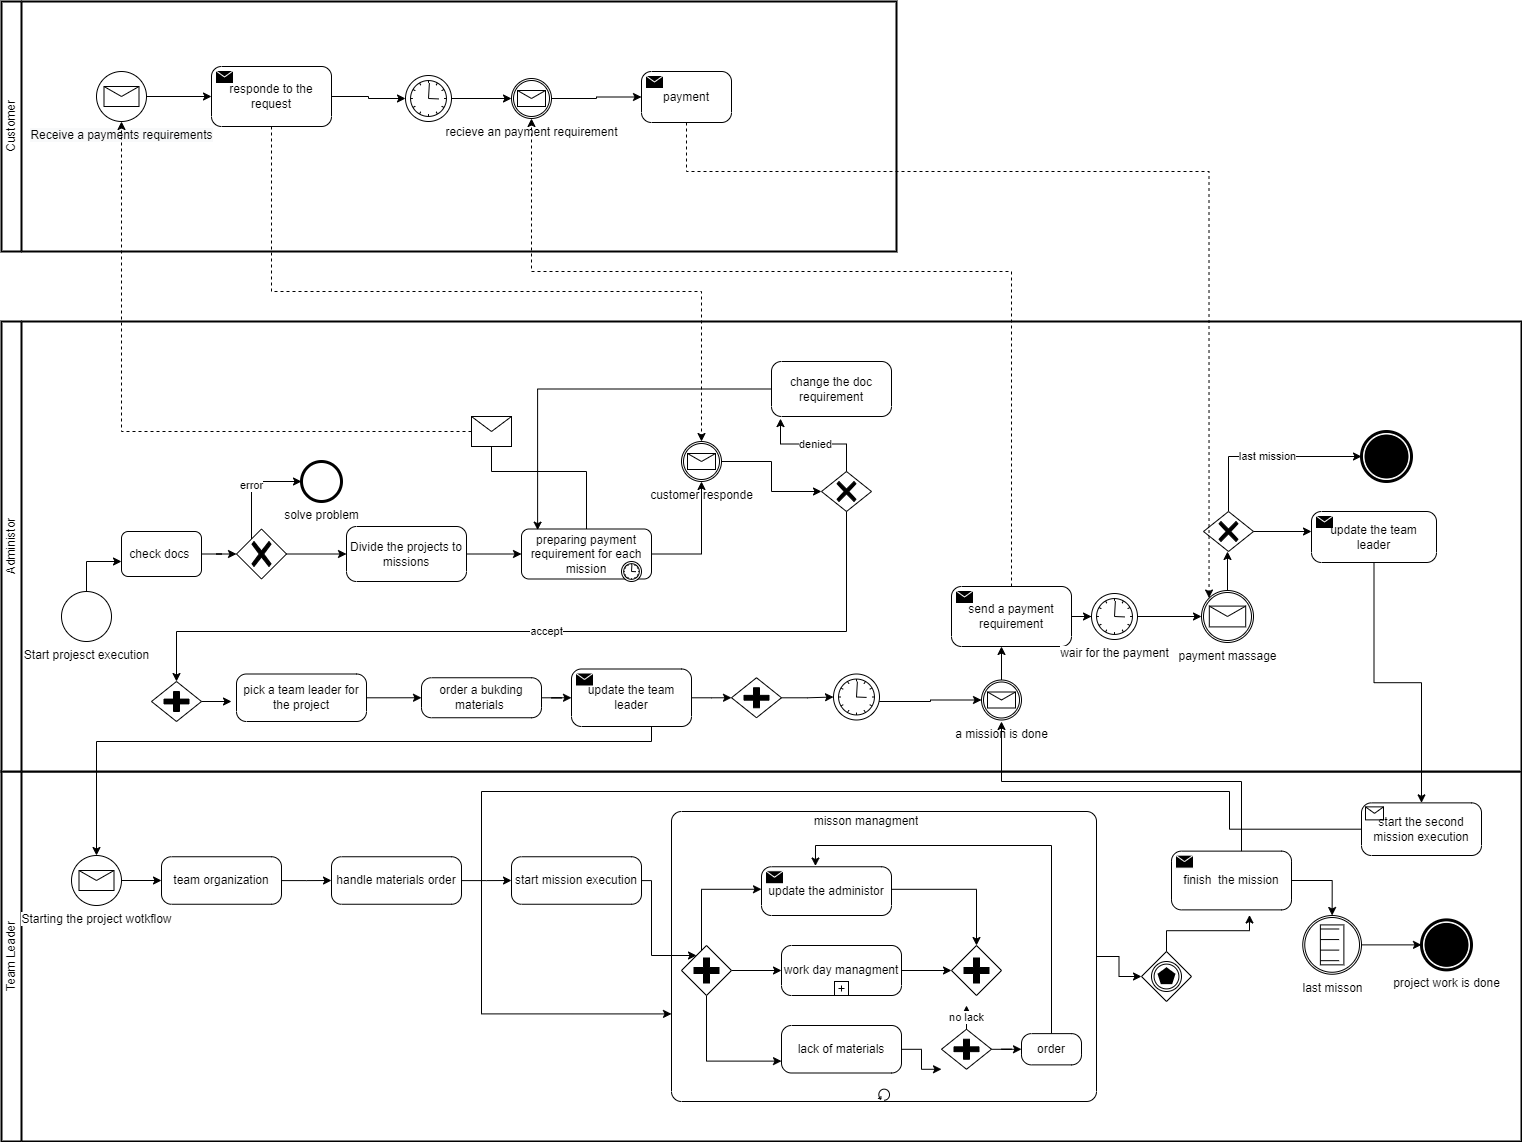 Customer
responde to the
request
payment
Receive a payments requirements
recieve an payment requirement
Administor
change the doc
requirement
denied
last mission
error
customer responde
solve problem
check docs
Divide the projects to
missions
preparing payment
requirement for each
mission
update the team
leader
send a payment
requirement
Start projesct execution
accept
wair for the payment
payment massage
pick a team leader for
the project
order a bukding
materials
update the team
leader
a mission is done
Team Leader
misson managment
start the second
mission execution
team organization
handle materials order
start mission execution
update the administor
finish the mission
Starting the project wotkflow
work day managment
last misson
project work is done
no lack
lack of materials
order